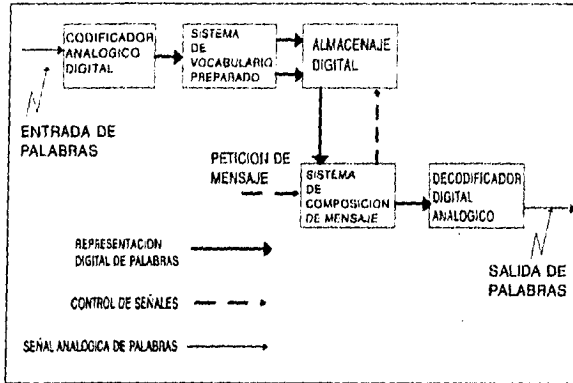 CODIFICADOR
ANALOGICO
DIGITAL
SISTEMA
DE
VOCABULARIO
PREPARADO
ALMACENAJE
DIGITAL
ENTRADA DE
PALABRAS
PETICION DE
MENSAJE
SISTEMA
DE
COMPOSICION
DE MENSAJE
DECODIFICADOR
DIGITAL
ANALOGICO
REPRESENTACION
DIGITAL DE PALABRAS
SALIDA DE
PALABRAS
CONTROL DE SEÑALES
SEÑAL ANALOGICA DE PALABRAS